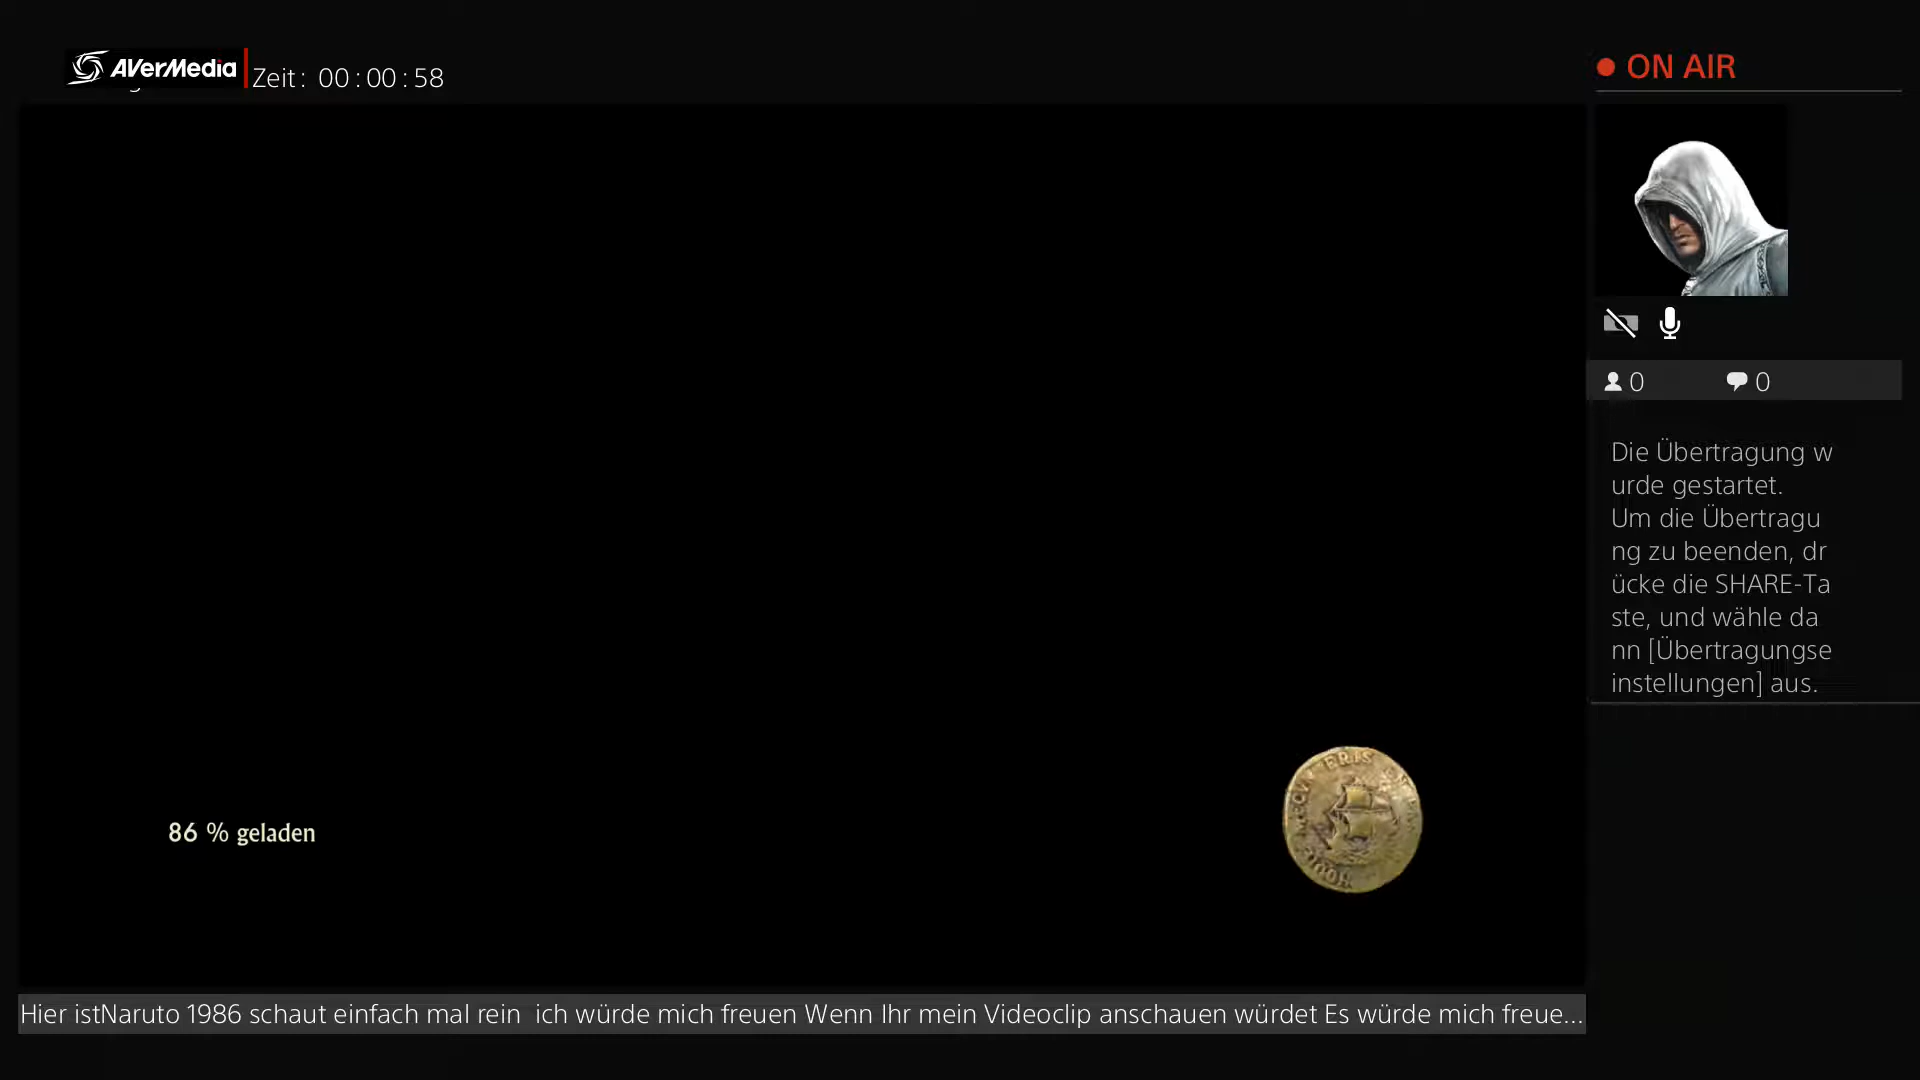 AVerMedia
Zeit: 00:00:58
ON AIR
0
0
Die Übertragung w
urde gestartet.
Um die Übertragu
ng zu beenden, dr
ücke die SHARE-Ta
ste, und wähle da
nn [Übertragungse
instellungen] aus.
86 % geladen
Hier istNaruto 1986 schaut einfach mal rein  ich würde mich freuen Wenn Ihr mein Videoclip anschauen würdet Es würde mich freue...